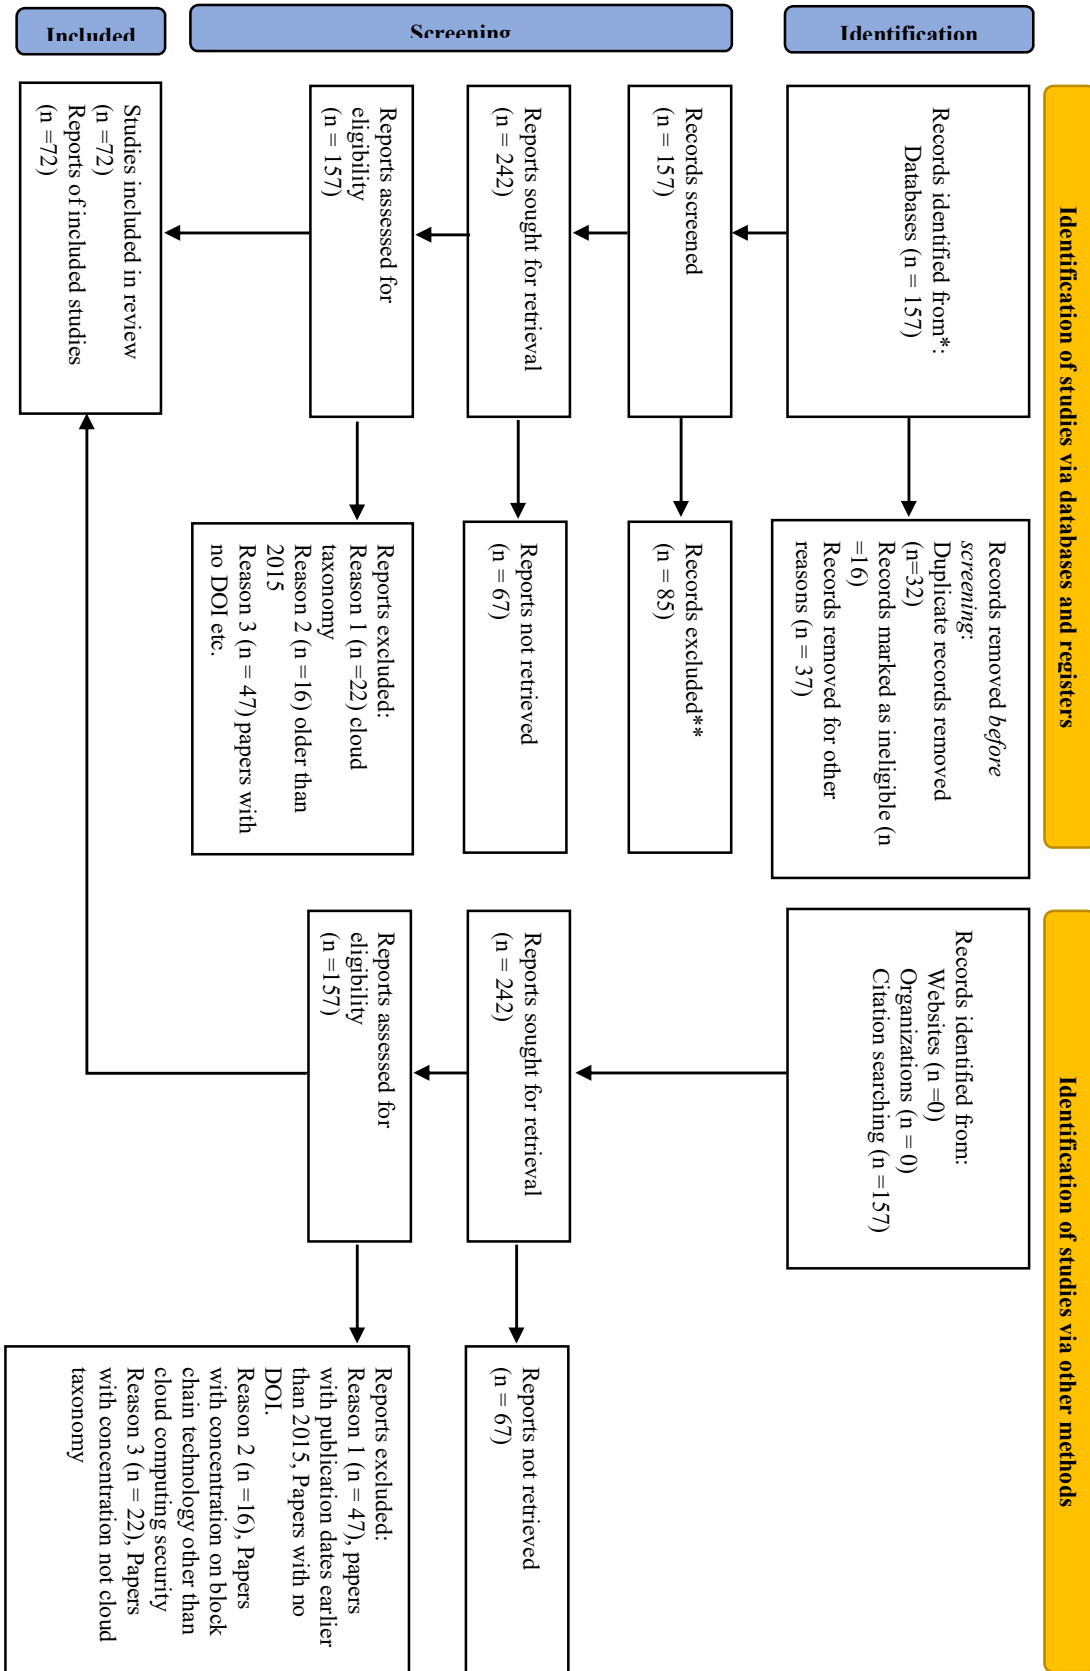 Identification of studies via databases and registers
Identification of studies via other methods
Identification
Records identified from*:
Databases (n = 157)
Records removed before
screening:
Duplicate records removed
(n=32)
Records marked as ineligible (n
=16)
Records removed for other
reasons (n = 37)
Records identified from:
Websites (n =0)
Organizations (n = 0)
Citation searching (n =157)
Screening
Records screened
(n = 157)
Records excluded**
(n = 85)
Reports sought for retrieval
(n = 242)
Reports not retrieved
(n = 67)
Reports sought for retrieval
(n = 242)
Reports not retrieved
(n = 67)
Reports assessed for
eligibility
(n = 157)
Reports excluded:
Reason 1 (n =22) cloud
taxonomy
Reason 2 (n =16) older than
2015
Reason 3 (n = 47) papers with
no DOI etc.
Reports assessed for
eligibility
(n =157)
Reports excluded:
Reason 1 (n = 47), papers
with publication dates earlier
than 2015, Papers with no
DOI.
Reason 2 (n =16), Papers
with concentration on block
chain technology other than
cloud computing security
Reason 3 (n = 22), Papers
with concentration not cloud
taxonomy
Included
Studies included in review
(n =72)
Reports of included studies
(n =72)